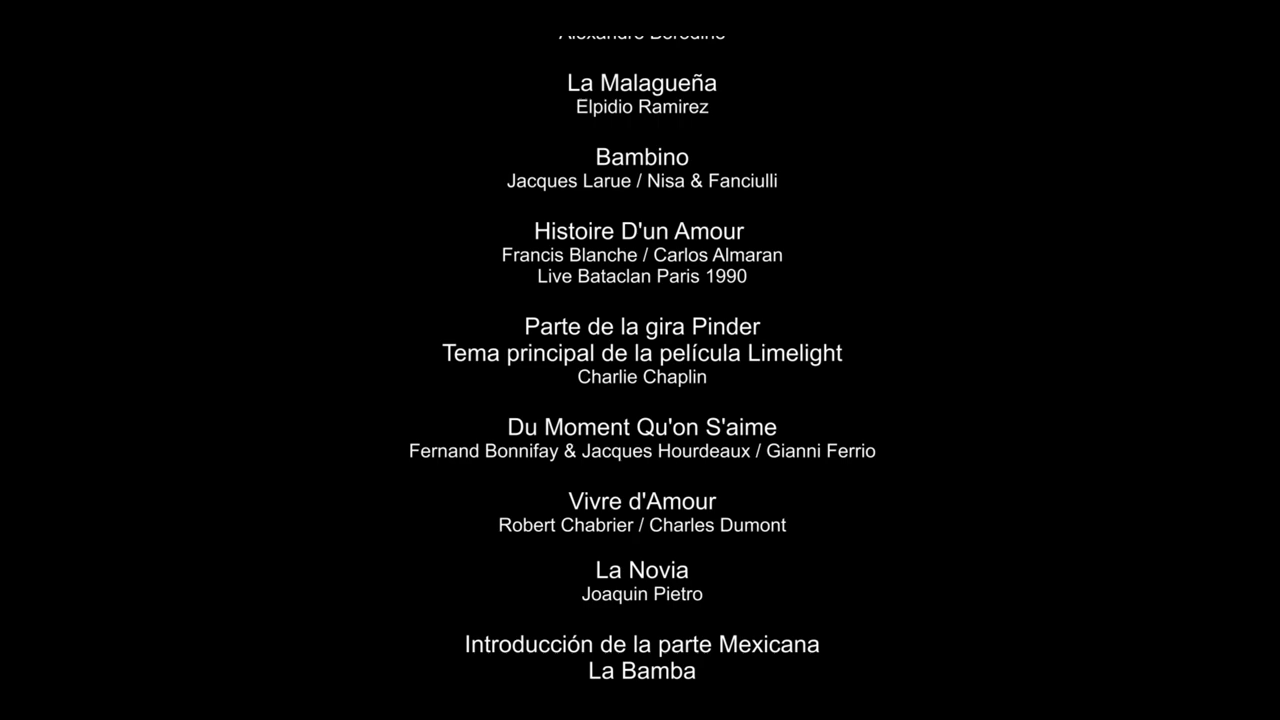 La Malagueña
Elpidio Ramirez
Bambino
Jacques Larue / Nisa & Fanciulli
Histoire D'un Amour
Francis Blanche / Carlos Almaran
Live Bataclan Paris 1990
Parte de la gira Pinder
Tema principal de la película Limelight
Charlie Chaplin
Du Moment Qu'on S'aime
Fernand Bonnifay & Jacques Hourdeaux / Gianni Ferrio
Vivre d'Amour
Robert Chabrier / Charles Dumont
La Novia
Joaquin Pietro
Introducción de la parte Mexicana
La Bamba